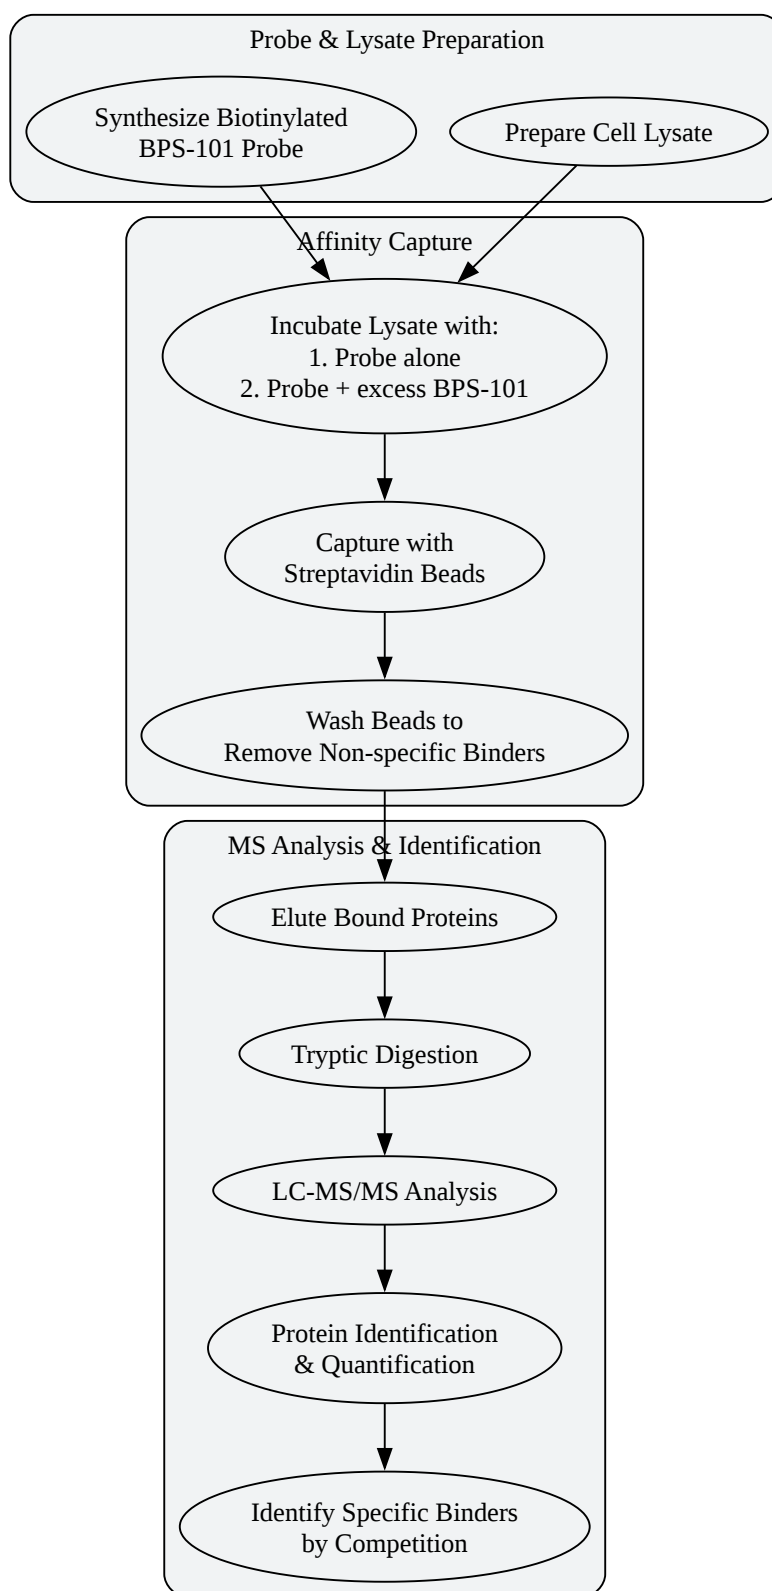 Probe & Lysate Preparation
Synthesize Biotinylated
BPS-101 Probe
Prepare Cell Lysate
Affinity Capture
Incubate Lysate with:
1. Probe alone
2. Probe + excess BPS-101
Capture with
Streptavidin Beads
Wash Beads to
Remove Non-specific Binders
MS Analysis & Identification
Elute Bound Proteins
Tryptic Digestion
LC-MS/MS Analysis
Protein Identification
& Quantification
Identify Specific Binders
by Competition